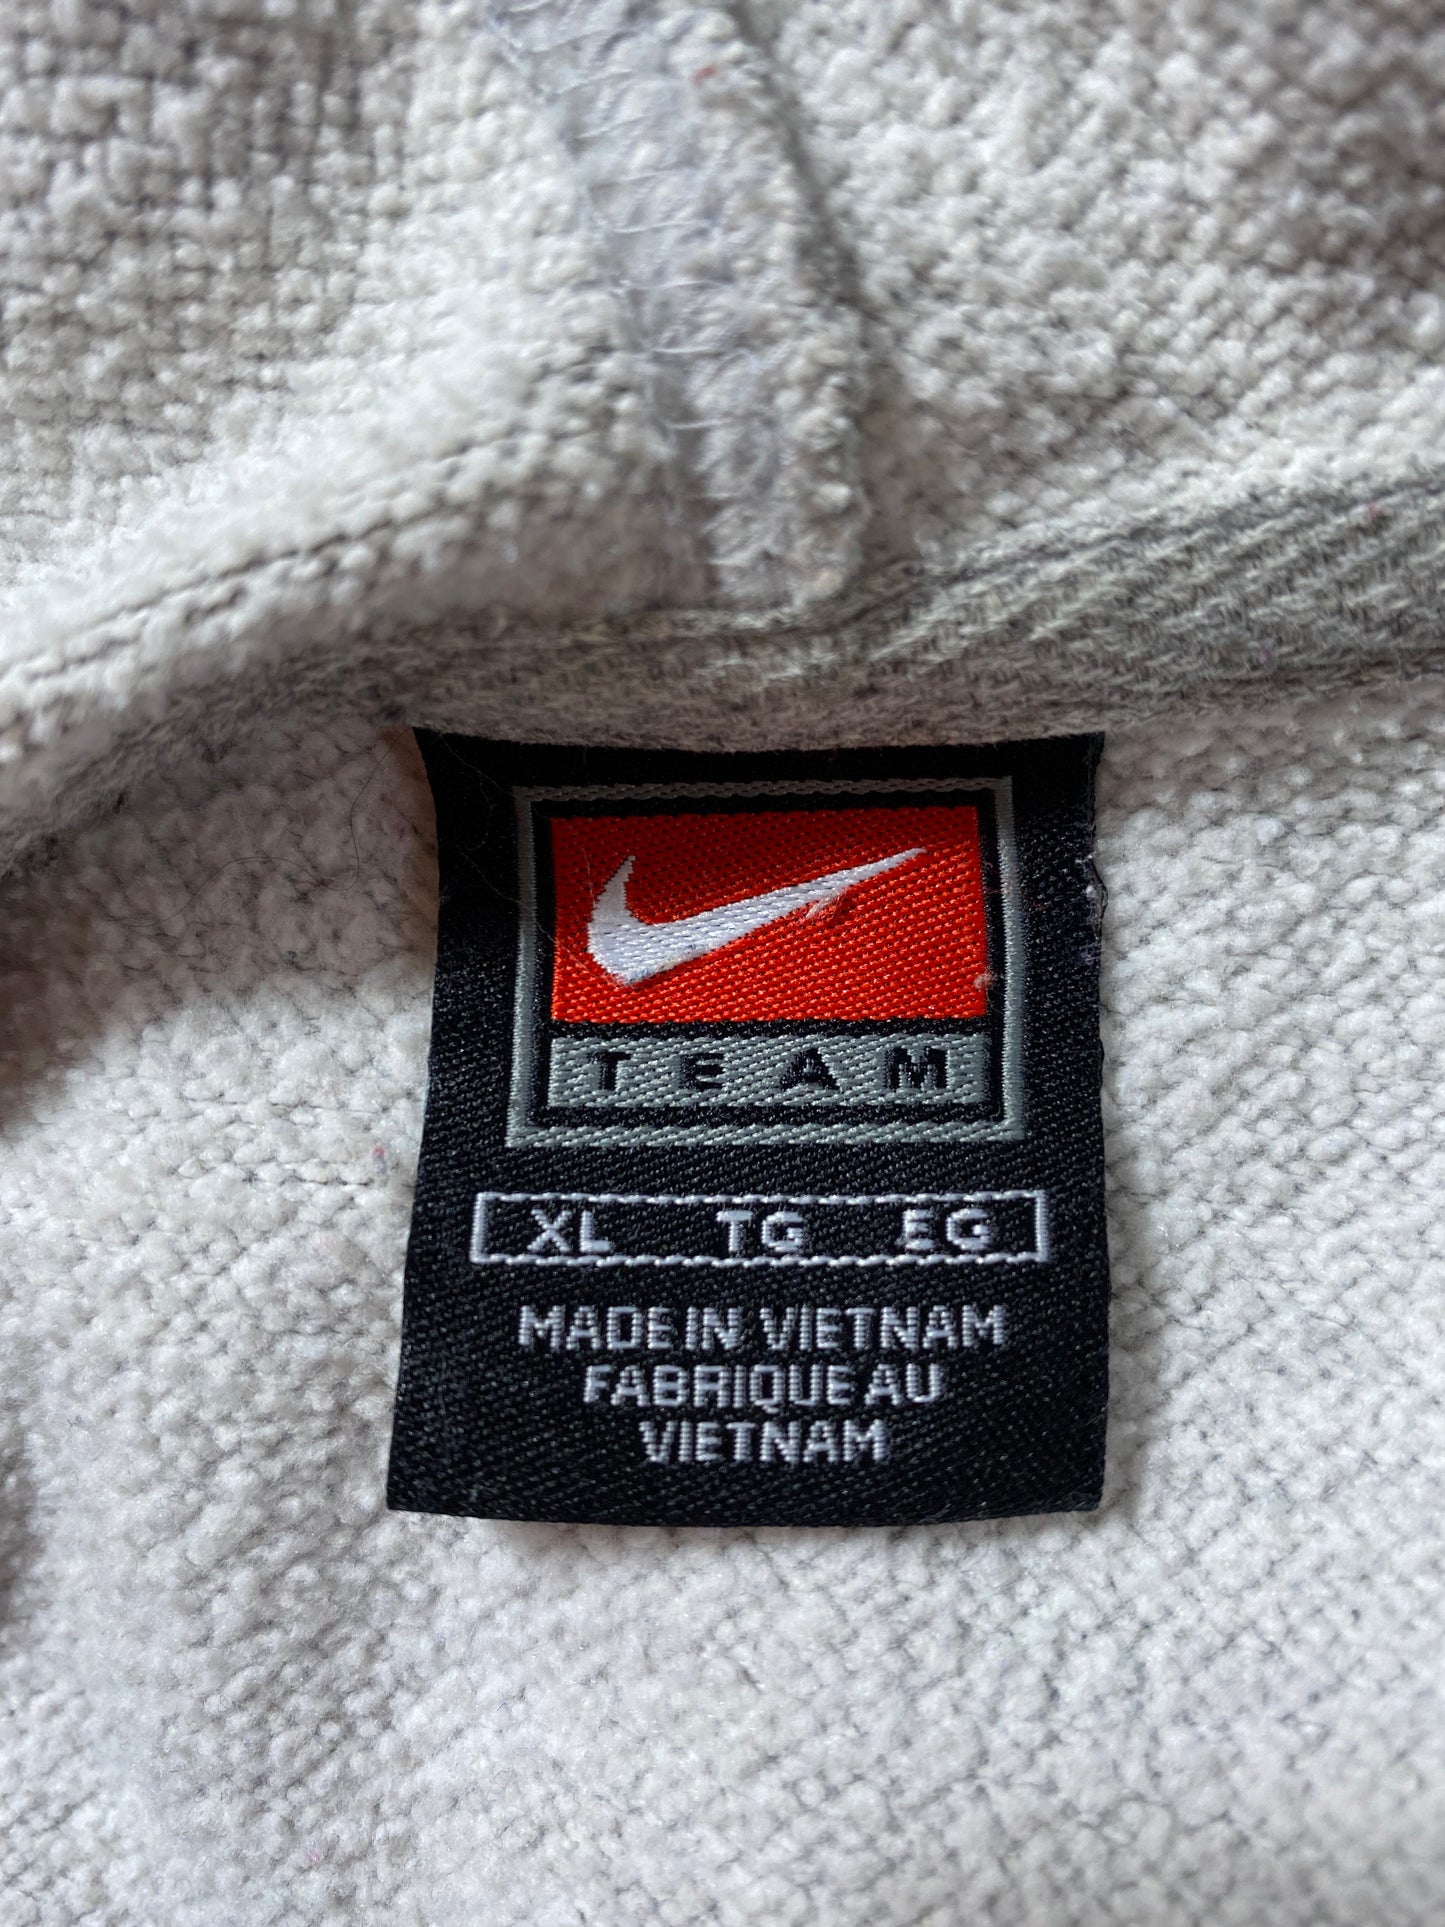 TEAM
XL TG EG
MADE IN VIETNAM
FABRIQUE AU
VIETNAM